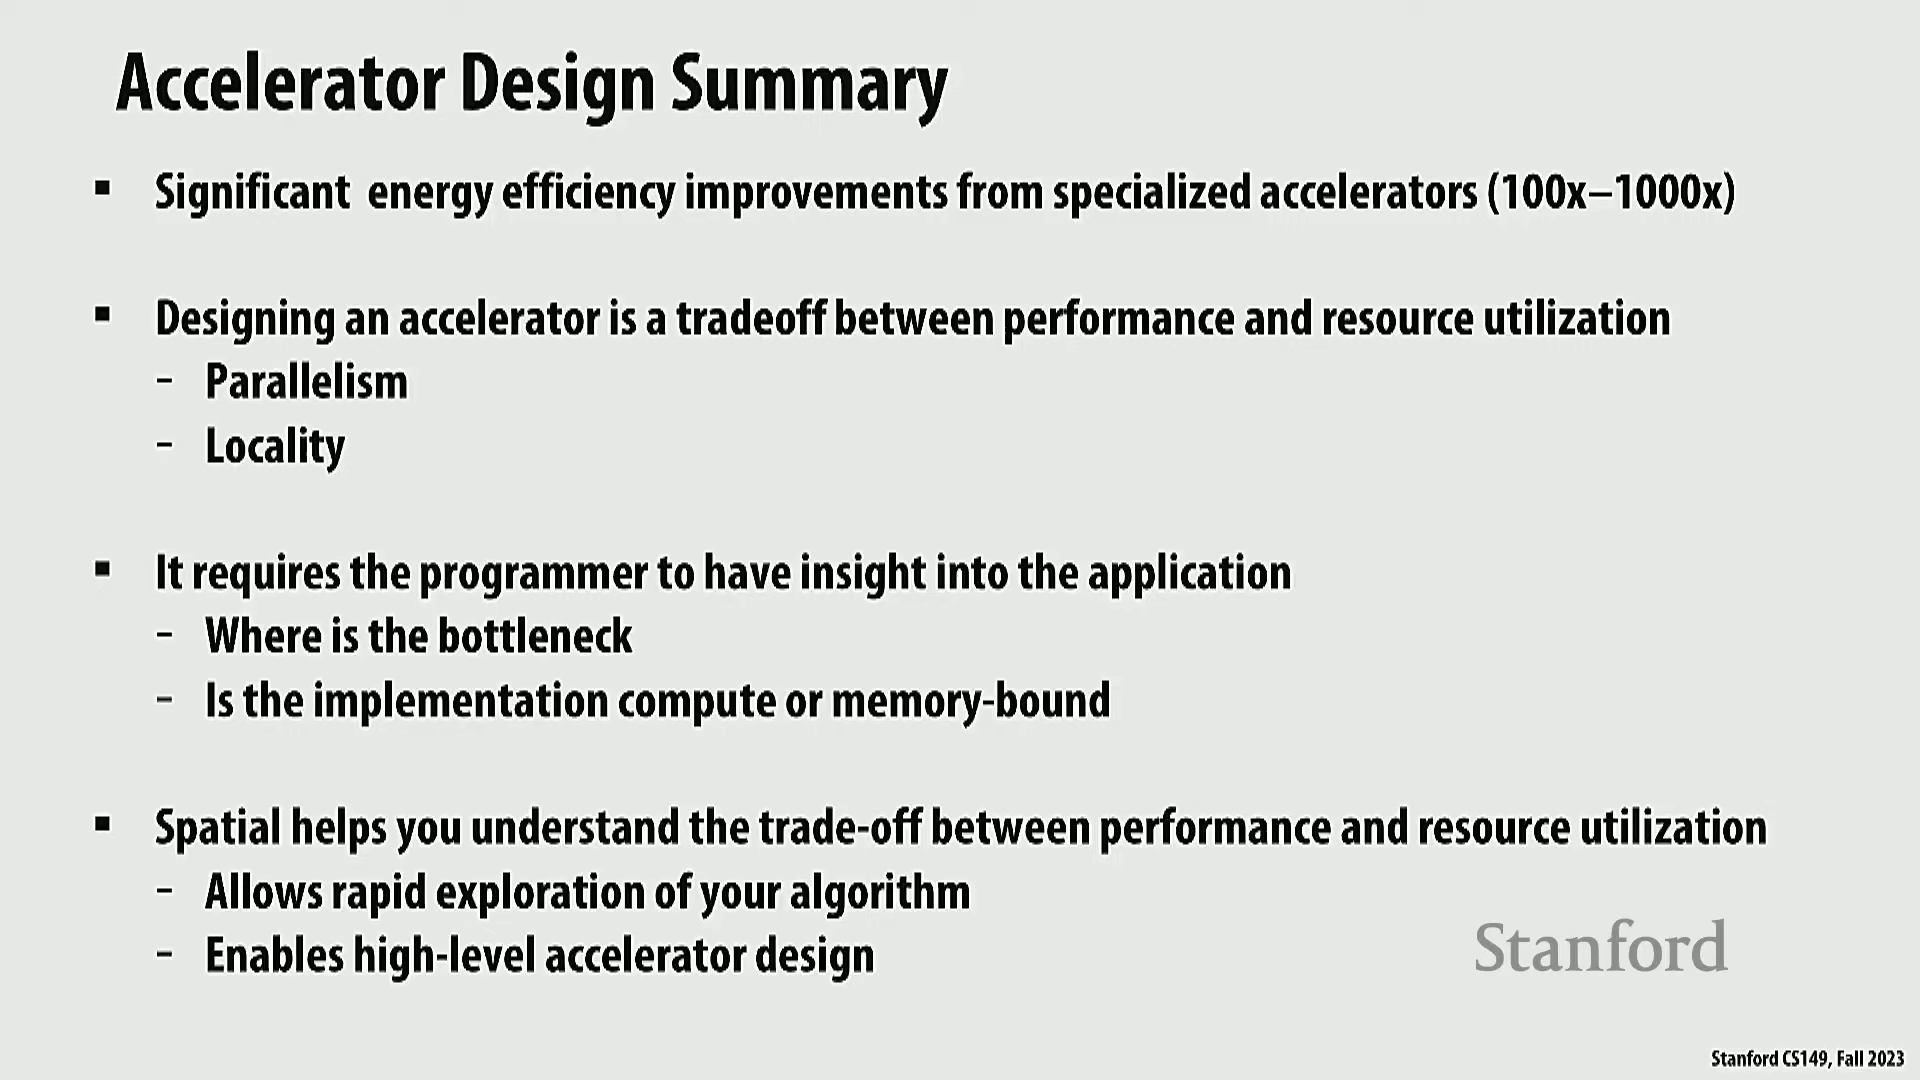 Accelerator Design Summary
▪ Significant energy efficiency improvements from specialized accelerators (100x–1000x)
▪ Designing an accelerator is a tradeoff between performance and resource utilization
– Parallelism
– Locality
▪ It requires the programmer to have insight into the application
– Where is the bottleneck
– Is the implementation compute or memory-bound
▪ Spatial helps you understand the trade-off between performance and resource utilization
– Allows rapid exploration of your algorithm
– Enables high-level accelerator design
Stanford
Stanford CS149, Fall 2023